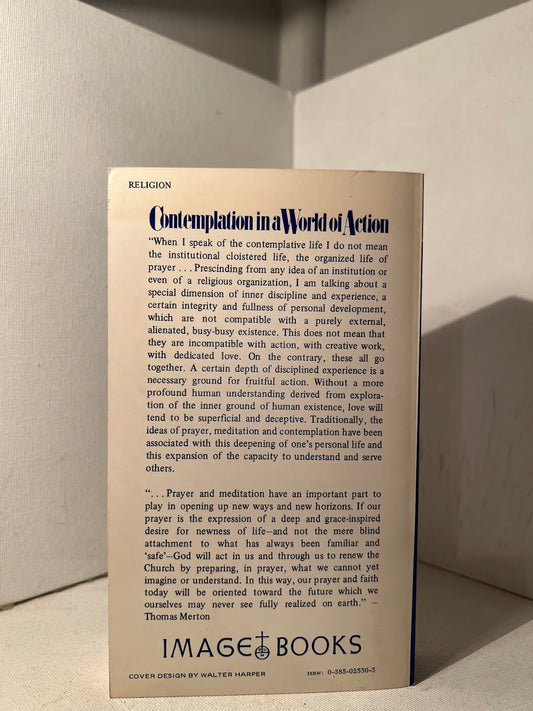 RELIGION
Contemplation in a World of Action
“When I speak of the contemplative life I do not mean
the institutional cloistered life, the organized life of
prayer . . . Prescinding from any idea of an institution or
even of a religious organization, I am talking about a
special dimension of inner discipline and experience, a
certain integrity and fullness of personal development,
which are not compatible with a purely external,
alienated, busy-busy existence. This does not mean that
they are incompatible with action, with creative work,
with dedicated love. On the contrary, these all go
together. A certain depth of disciplined experience is a
necessary ground for fruitful action. Without a more
profound human understanding derived from explora-
tion of the inner ground of human existence, love will
tend to be superficial and deceptive. Traditionally, the
ideas of prayer, meditation and contemplation have been
associated with this deepening of one's personal life and
this expansion of the capacity to understand and serve
others.
“. . . Prayer and meditation have an important part to
play in opening up new ways and new horizons. If our
prayer is the expression of a deep and grace-inspired
desire for newness of life—and not the mere blind
attachment to what has always been familiar and
‘safe’—God will act in us and through us to renew the
Church by preparing, in prayer, what we cannot yet
imagine or understand. In this way, our prayer and faith
today will be oriented toward the future which we
ourselves may never see fully realized on earth.” —
Thomas Merton
IMAGE BOOKS
COVER DESIGN BY WALTER HARPER ISBN: 0-385-02550-5